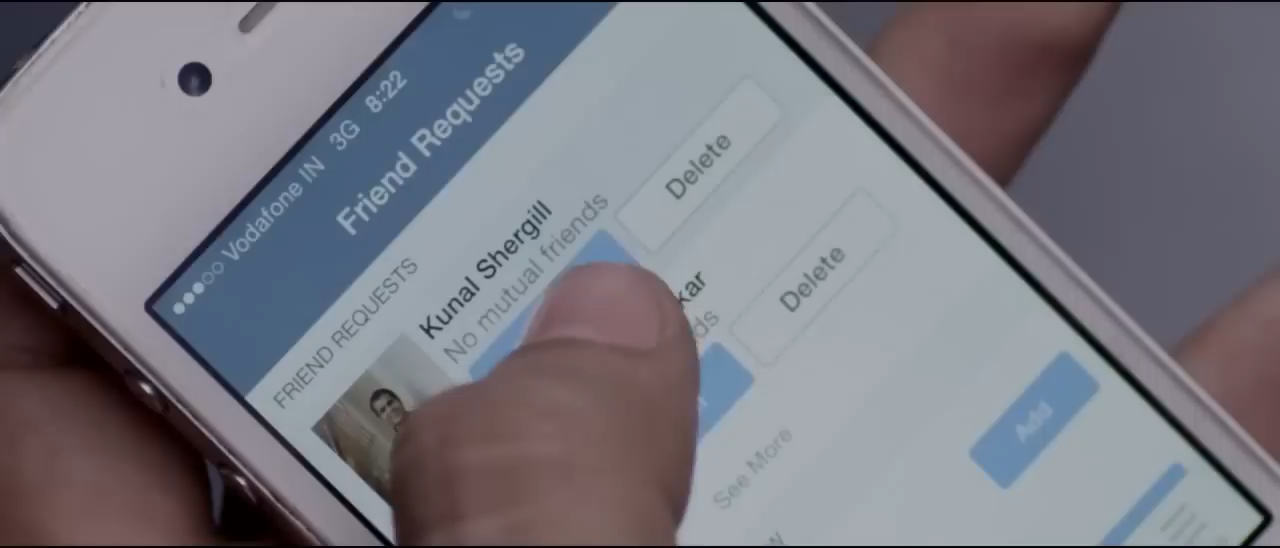 Vodafone IN 3G 8:22
Friend Requests
FRIEND REQUESTS
Kunal Shergill
No mutual friends
Delete
Delete
See More
Add